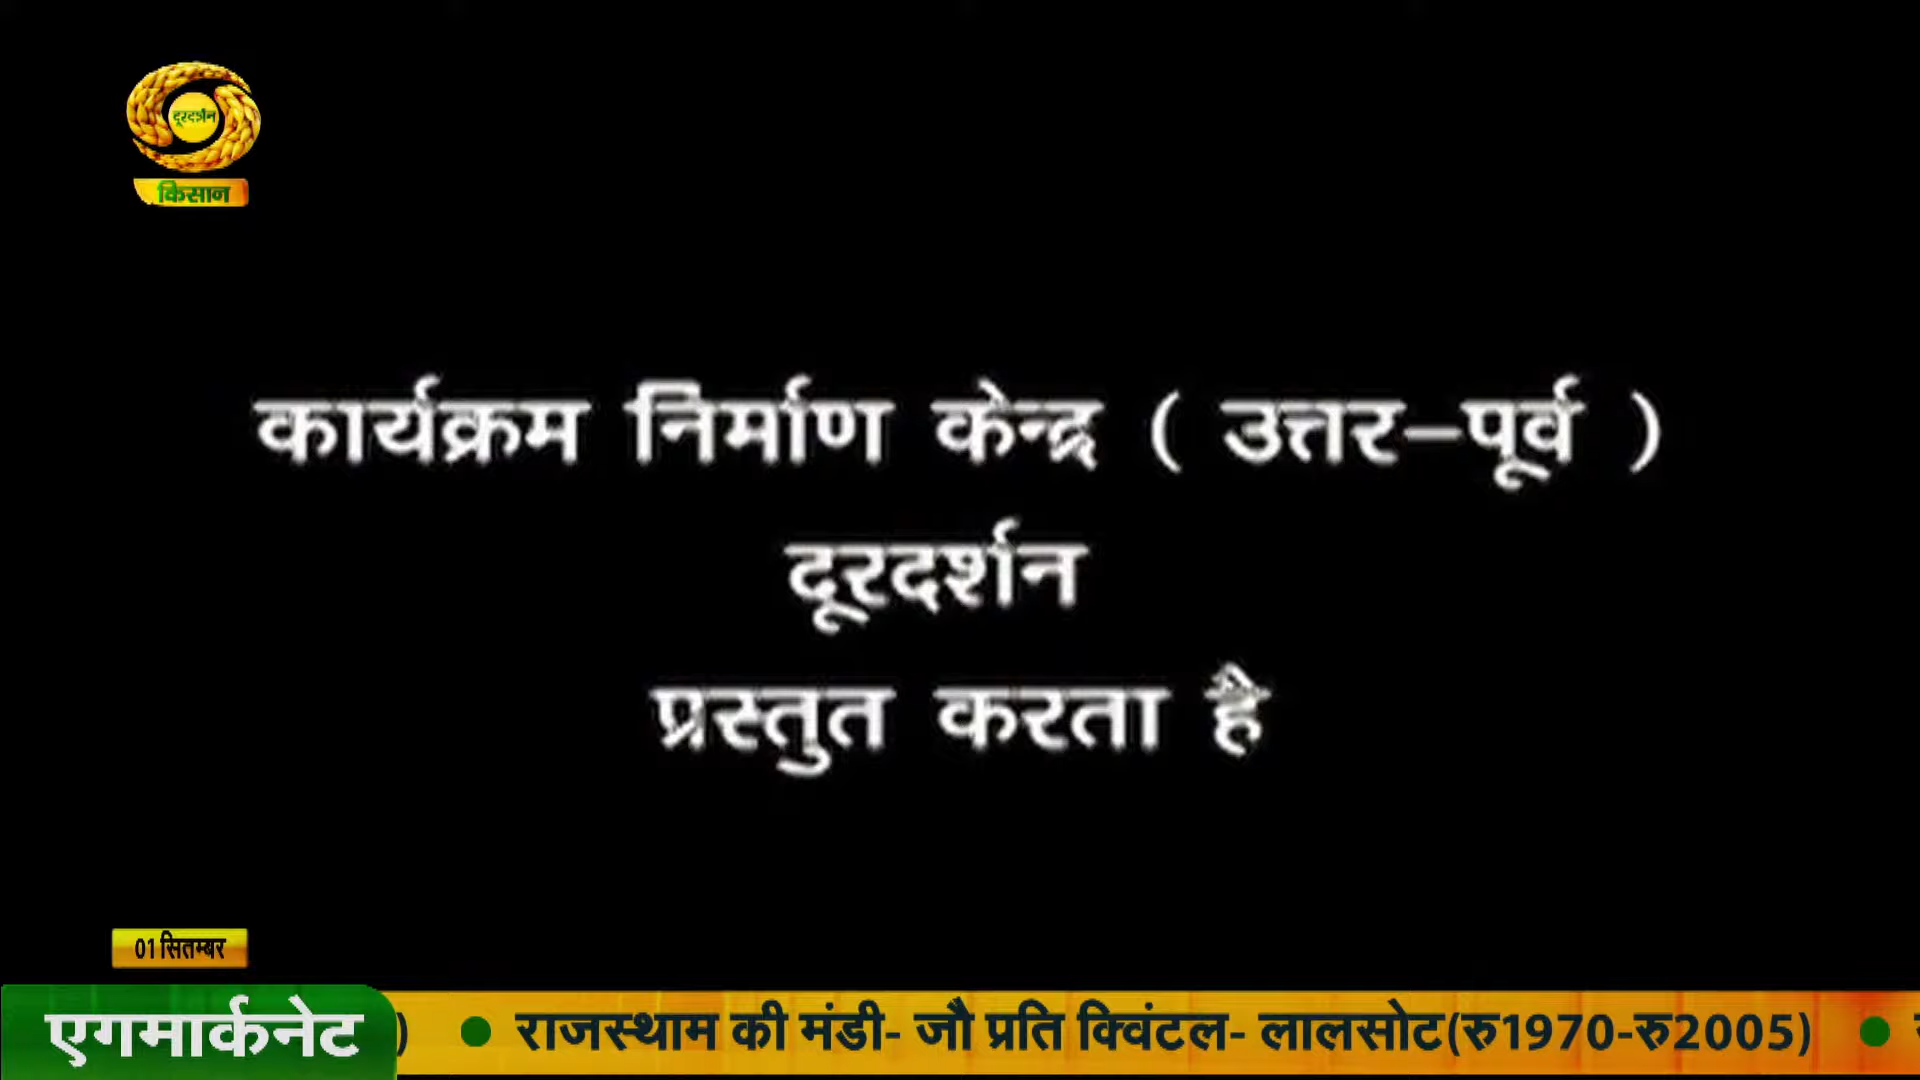 दूरदर्शन
किसान
कार्यक्रम निर्माण केन्द्र ( उत्तर-पूर्व )
दूरदर्शन
प्रस्तुत करता है
01 सितम्बर
एगमार्कनेट ) ● राजस्थाम की मंडी- जौ प्रति क्विंटल- लालसोट(रु1970-रु2005) ●